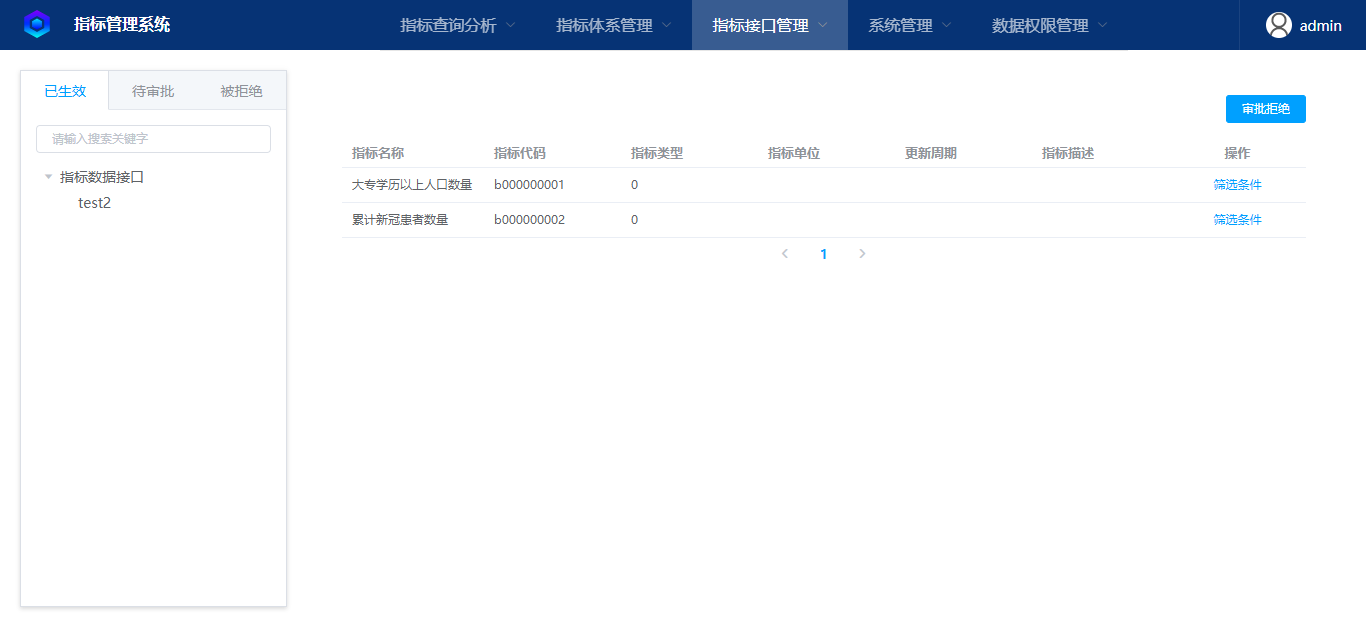 指标管理系统
指标查询分析
指标体系管理
指标接口管理
系统管理
数据权限管理
admin
已生效
待审批
被拒绝
请输入搜索关键字
指标数据接口
test2
审批拒绝
指标名称 指标代码 指标类型 指标单位 更新周期 指标描述 操作
大专学历以上人口数量 b000000001 0 筛选条件
累计新冠患者数量 b000000002 0 筛选条件
1